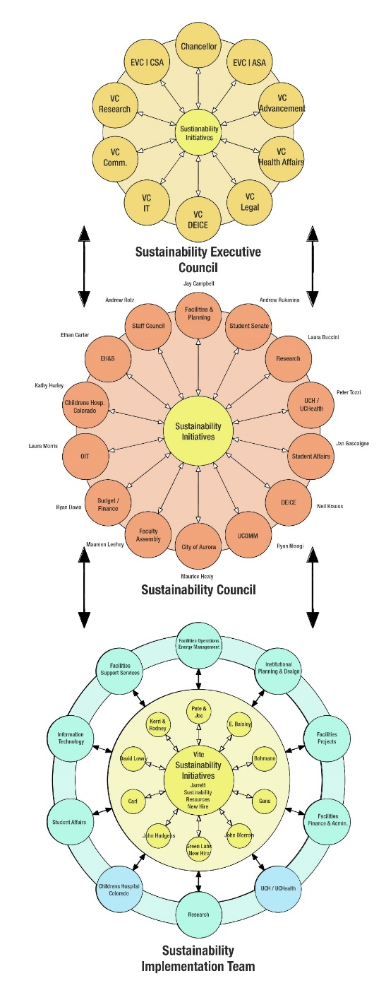 Chancellor
EVC | CSA
EVC | ASA
VC
Research
VC
Advancement
Sustianability
Initiatives
VC
Comm.
VC
Health Affairs
VC
IT
VC
Legal
VC
DEICE
Sustainability Executive
Council
Jay Campbell
Andrew Rotz
Andrew Rukavina
Facilities &
Planning
Staff Council
Student Senate
Ethan Carter
Laura Buccini
EH&S
Research
Kathy Hurley
Peter Tozzi
Childrens Hosp.
Colorado
UCH /
UCHealth
Sustainability
Initiatives
Laura Morris
Jan Gascoigne
OIT
Student Affairs
Ryan Davis
Budget /
Finance
DEICE
Neil Krauss
Faculty
Assembly
UCOMM
Maureen Leehey
City of Aurora
Ryan Nisogi
Maurice Healy
Sustainability Council
Facilities Operations
Energy Management
Facilities
Support Services
Institutional
Planning & Design
Pete &
Joe
Kerri &
Rodney
E. Balsley
Information
Technology
Facilities
Projects
David Lowry
Bohmann
Vite
Sustainability
Initiatives
Jarrett
Sustinability
Resources
New Hire
Carl
Gana
Student Affairs
Facilities
Finance & Admin.
John Hudgens
John Morrow
Green Labs
New Hire
Childrens Hospital
Colorado
UCH / UCHealth
Research
Sustainability
Implementation Team